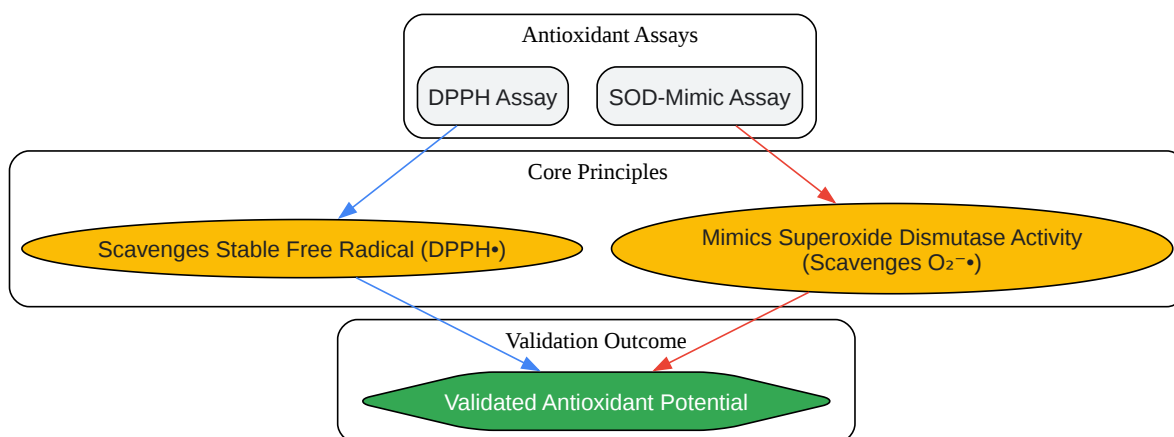 Antioxidant Assays
DPPH Assay
SOD-Mimic Assay
Core Principles
Scavenges Stable Free Radical (DPPH•)
Mimics Superoxide Dismutase Activity
(Scavenges O₂⁻•)
Validation Outcome
Validated Antioxidant Potential